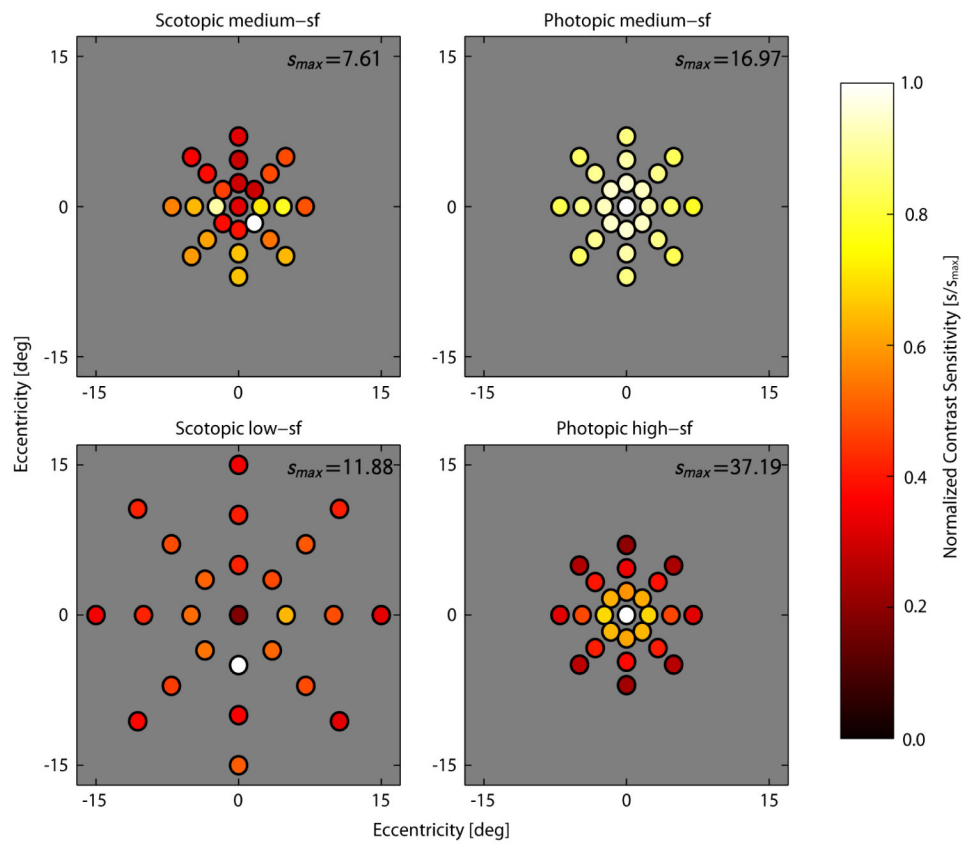 Scotopic medium−sf
Photopic medium−sf
s_max=7.61
s_max=16.97
15
0
-15
-15
0
15
15
0
-15
-15
0
15
Scotopic low−sf
Photopic high−sf
s_max=11.88
s_max=37.19
15
0
-15
-15
0
15
15
0
-15
-15
0
15
Eccentricity [deg]
Eccentricity [deg]
1.0
0.8
0.6
0.4
0.2
0.0
Normalized Contrast Sensitivity [s/s_max]